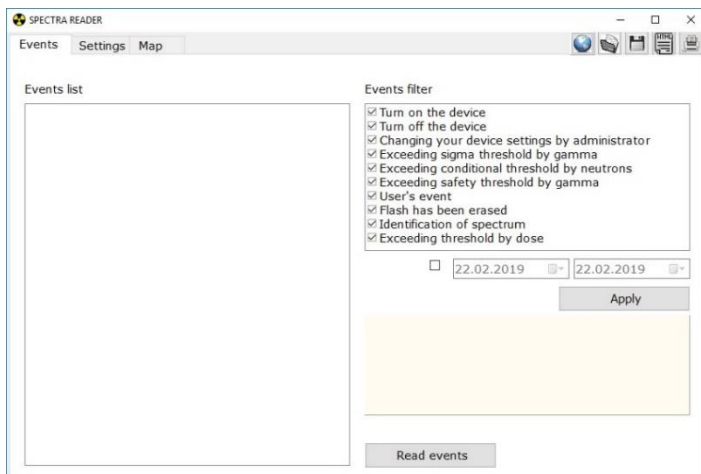 SPECTRA READER
Events Settings Map
HTML
Events list
Events filter
Turn on the device
Turn off the device
Changing your device settings by administrator
Exceeding sigma threshold by gamma
Exceeding conditional threshold by neutrons
Exceeding safety threshold by gamma
User's event
Flash has been erased
Identification of spectrum
Exceeding threshold by dose
22.02.2019 22.02.2019
Apply
Read events